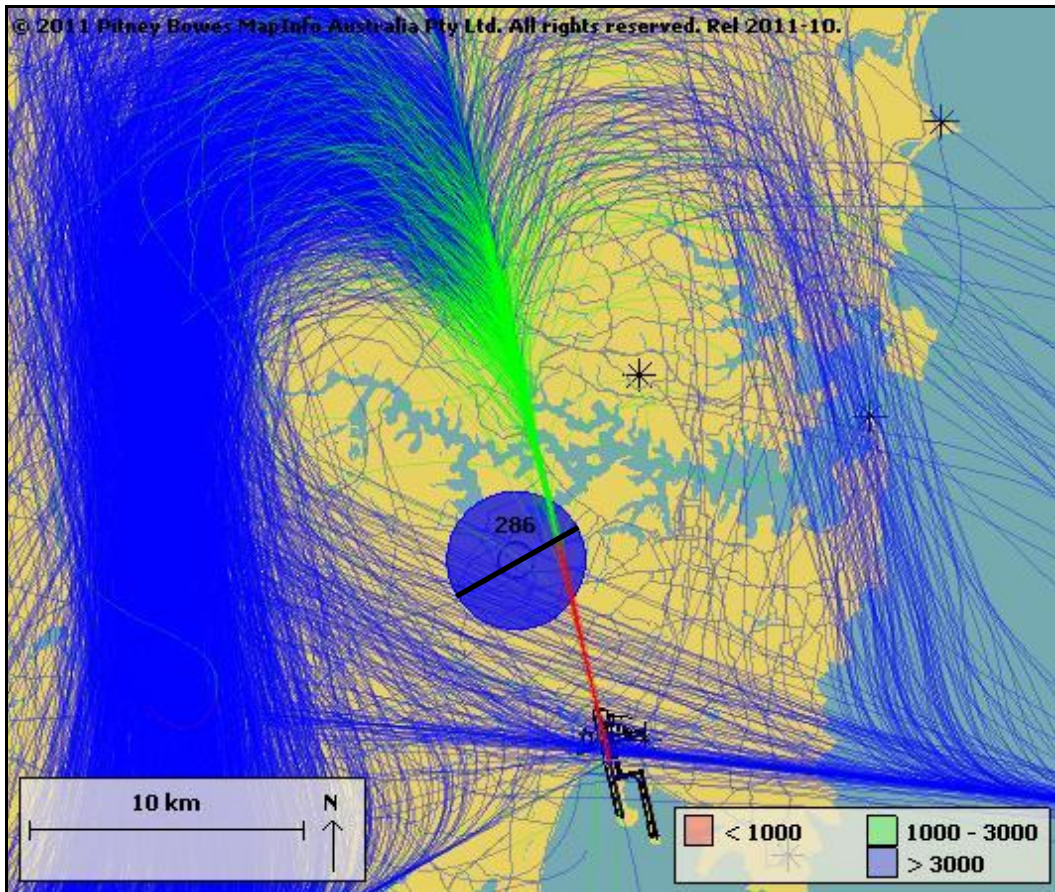 © 2011 Pitney Bowes MapInfo Australia Pty Ltd. All rights reserved. Rel 2011-10.
286
10 km
N
< 1000
1000 - 3000
> 3000